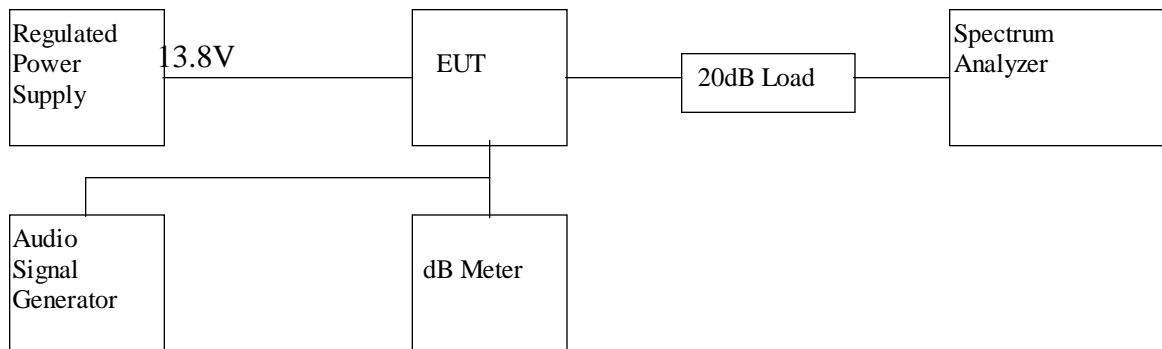 Regulated
Power
Supply
13.8V
EUT
20dB Load
Spectrum
Analyzer
Audio
Signal
Generator
dB Meter